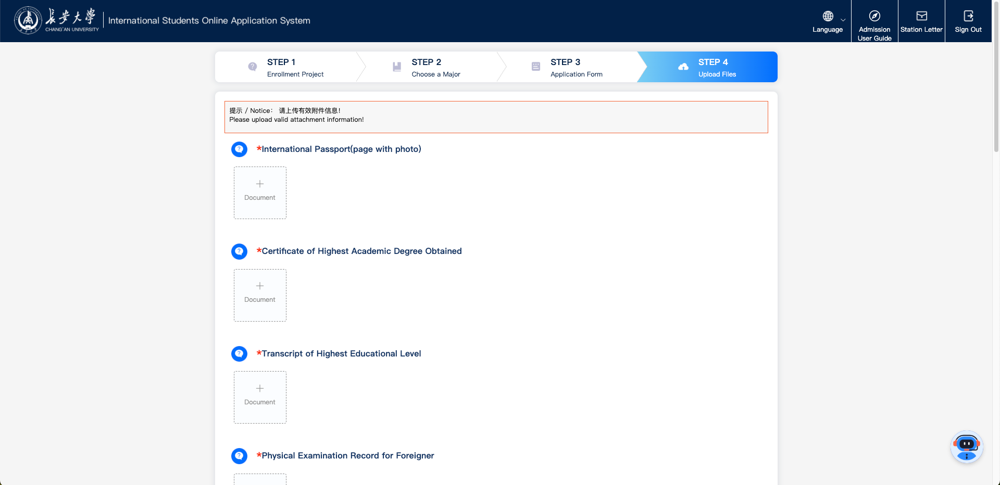 长安大学
CHANG'AN UNIVERSITY
International Students Online Application System
Language
Admission
User Guide
Station Letter
Sign Out
STEP 1
Enrollment Project
STEP 2
Choose a Major
STEP 3
Application Form
STEP 4
Upload Files
提示 / Notice： 请上传有效附件信息！
Please upload valid attachment information!
*International Passport(page with photo)
Document
*Certificate of Highest Academic Degree Obtained
Document
*Transcript of Highest Educational Level
Document
*Physical Examination Record for Foreigner